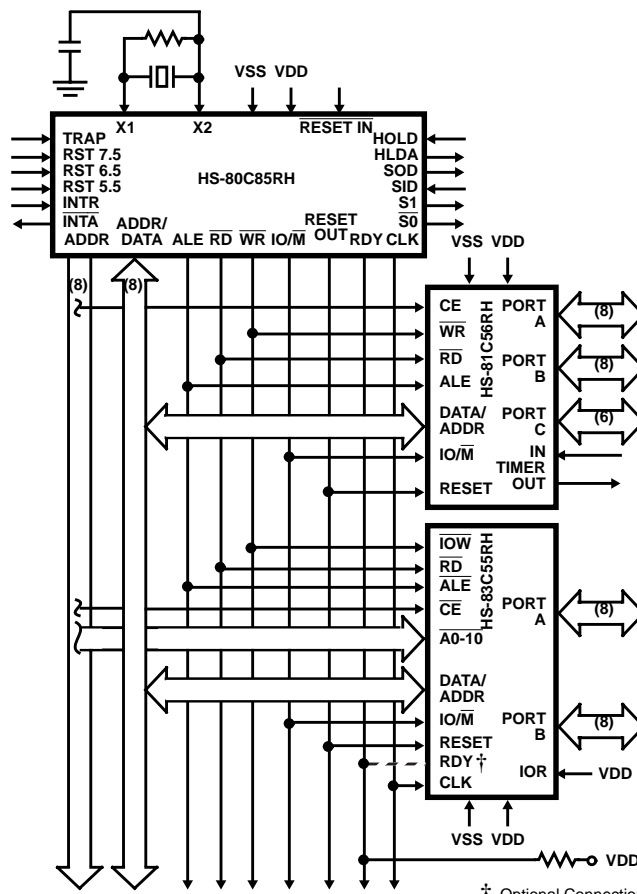 VSS VDD
X1 X2 RESET IN
TRAP HOLD
RST 7.5 HLDA
RST 6.5 HS-80C85RH SOD
RST 5.5 SID
INTR S1
INTA S0
ADDR ADDR/DATA ALE RD WR IO/M RESET OUT RDY CLK
(8) (8)
VSS VDD
HS-81C56RH
CE PORT A (8)
WR
RD PORT B (8)
ALE
DATA/ADDR PORT C (6)
IO/M IN
TIMER
RESET OUT
HS-83C55RH
IOW
RD
ALE
CE PORT A (8)
A0-10
DATA/ADDR
IO/M PORT B (8)
RESET
RDY †
IOR VDD
CLK
VSS VDD
VDD
† Optional Connection